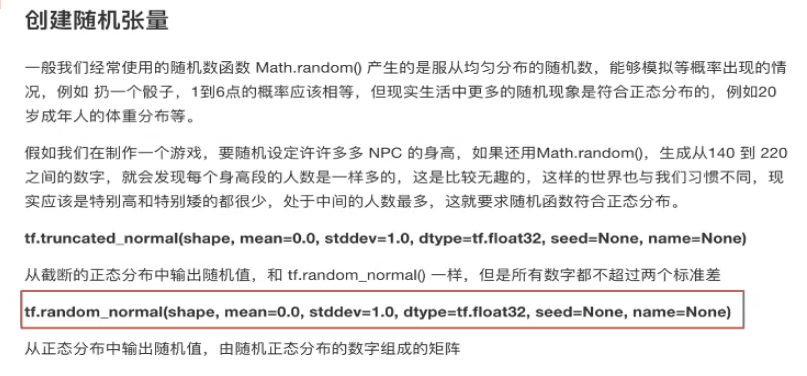 创建随机张量
一般我们经常使用的随机数函数 Math.random() 产生的是服从均匀分布的随机数，能够模拟等概率出现的情
况，例如 扔一个骰子，1到6点的概率应该相等，但现实生活中更多的随机现象是符合正态分布的，例如20
岁成年人的体重分布等。
假如我们在制作一个游戏，要随机设定许许多多 NPC 的身高，如果还用Math.random()，生成从140 到 220
之间的数字，就会发现每个身高段的人数是一样多的，这是比较无趣的，这样的世界也与我们习惯不同，现
实应该是特别高和特别矮的都很少，处于中间的人数最多，这就要求随机函数符合正态分布。
tf.truncated_normal(shape, mean=0.0, stddev=1.0, dtype=tf.float32, seed=None, name=None)
从截断的正态分布中输出随机值，和 tf.random_normal() 一样，但是所有数字都不超过两个标准差
tf.random_normal(shape, mean=0.0, stddev=1.0, dtype=tf.float32, seed=None, name=None)
从正态分布中输出随机值，由随机正态分布的数字组成的矩阵